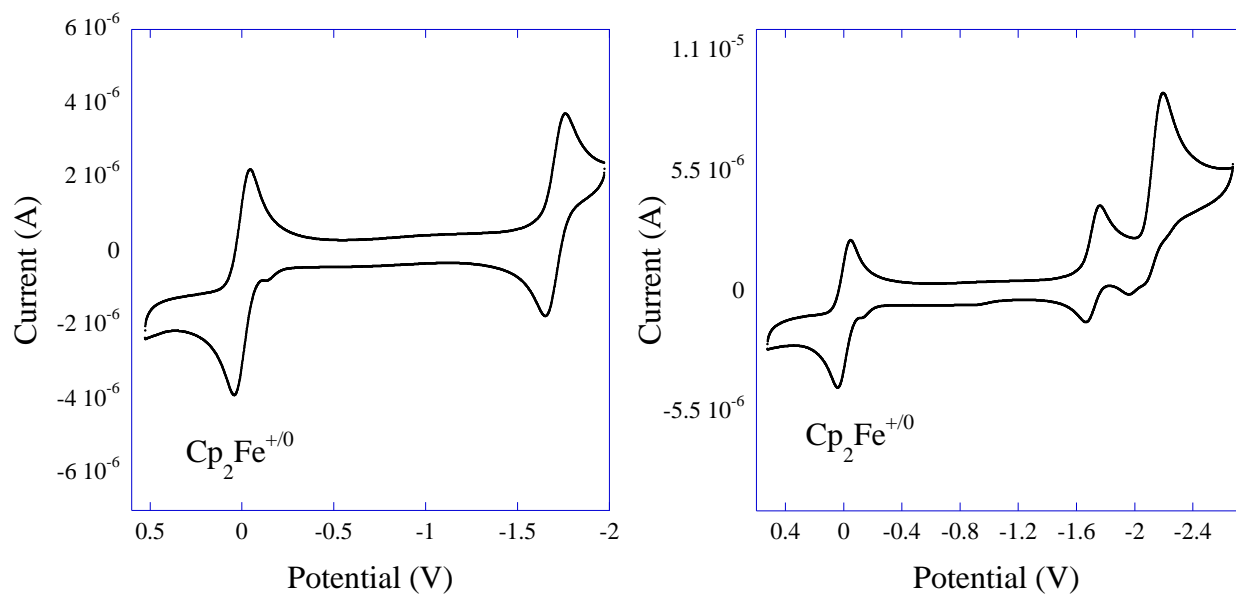 6 10⁻⁶
4 10⁻⁶
2 10⁻⁶
0
-2 10⁻⁶
-4 10⁻⁶
-6 10⁻⁶
Current (A)
Cp₂Fe⁺/⁰
0.5 0 -0.5 -1 -1.5 -2
Potential (V)
1.1 10⁻⁵
5.5 10⁻⁶
0
-5.5 10⁻⁶
Current (A)
Cp₂Fe⁺/⁰
0.4 0 -0.4 -0.8 -1.2 -1.6 -2 -2.4
Potential (V)